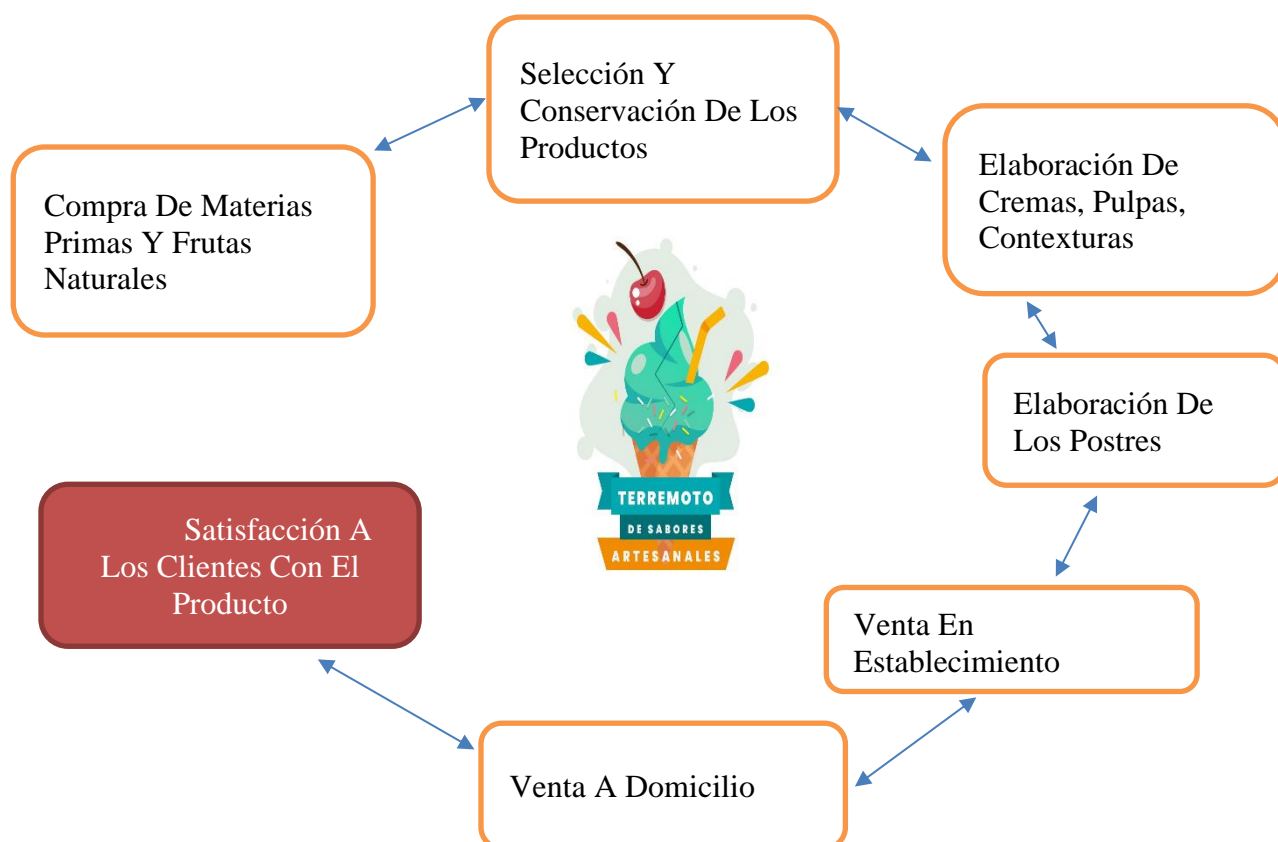 Selección Y
Conservación De Los
Productos
Compra De Materias
Primas Y Frutas
Naturales
Elaboración De
Cremas, Pulpas,
Contexturas
Elaboración De
Los Postres
TERREMOTO
DE SABORES
ARTESANALES
Satisfacción A
Los Clientes Con El
Producto
Venta En
Establecimiento
Venta A Domicilio